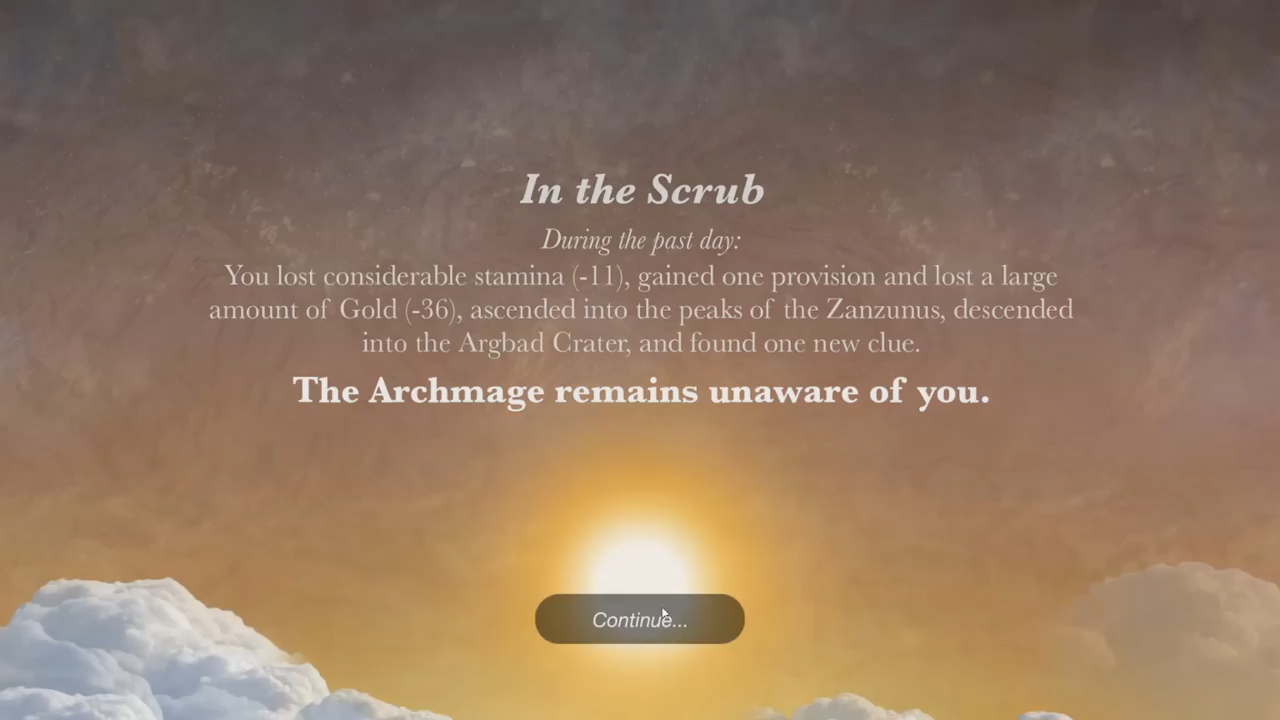 In the Scrub
During the past day:
You lost considerable stamina (-11), gained one provision and lost a large
amount of Gold (-36), ascended into the peaks of the Zanzunus, descended
into the Argbad Crater, and found one new clue.
The Archmage remains unaware of you.
Continue...